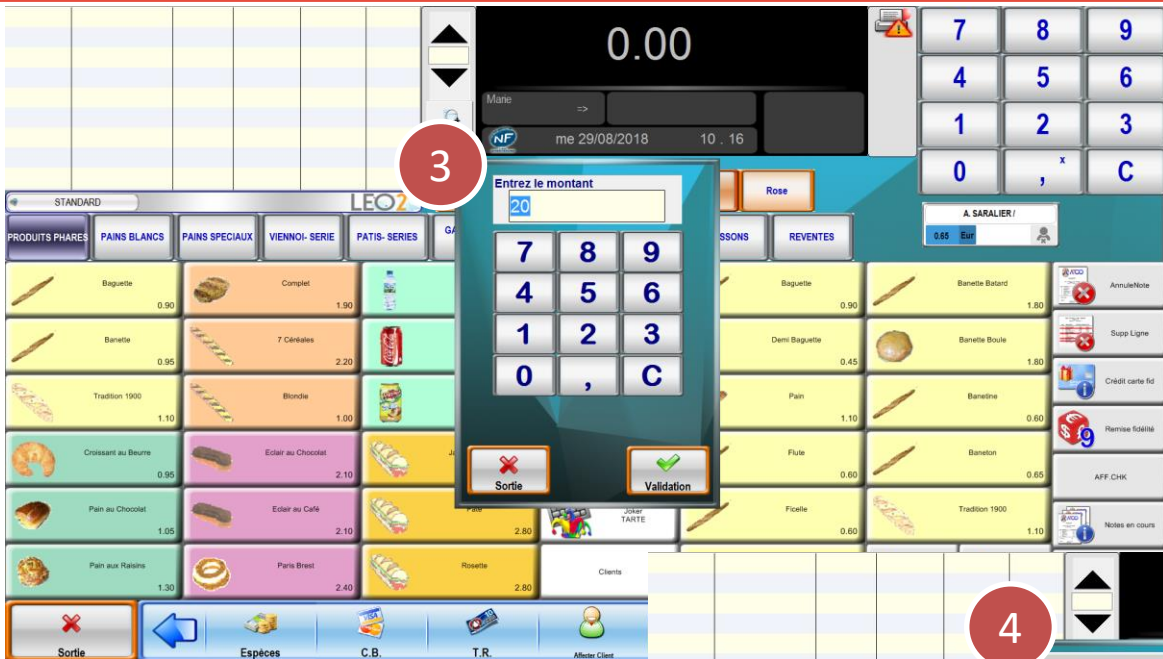 0.00
7 8 9
4 5 6
1 2 3
0 , x C
Marie =>
NF me 29/08/2018 10 . 16
3
Entrez le montant
20
7 8 9
4 5 6
1 2 3
0 , C
Sortie Validation
Rose
A. SARALIER /
0.65 Eur
STANDARD LEO2
PRODUITS PHARES PAINS BLANCS PAINS SPECIAUX VIENNOI- SERIE PATIS- SERIES GA SSONS REVENTES
Baguette 0.90
Complet 1.90
Baguette 0.90
Banette Batard 1.80
AnnuleNote
Banette 0.95
7 Céréales 2.20
Demi Baguette 0.45
Banette Boule 1.80
Supp Ligne
Tradition 1900 1.10
Blondie 1.00
Pain 1.10
Banetine 0.60
Crédit carte fid
Croissant au Beurre 0.95
Eclair au Chocolat 2.10
Flute 0.60
Baneton 0.65
Remise fidélité
AFF.CHK
Pain au Chocolat 1.05
Eclair au Café 2.10
2.80
Joker
TARTE
Ficelle 0.60
Tradition 1900 1.10
Notes en cours
Pain aux Raisins 1.30
Paris Brest 2.40
Rosette 2.80
Clients
4
Sortie Espèces C.B. T.R. Affecter Client